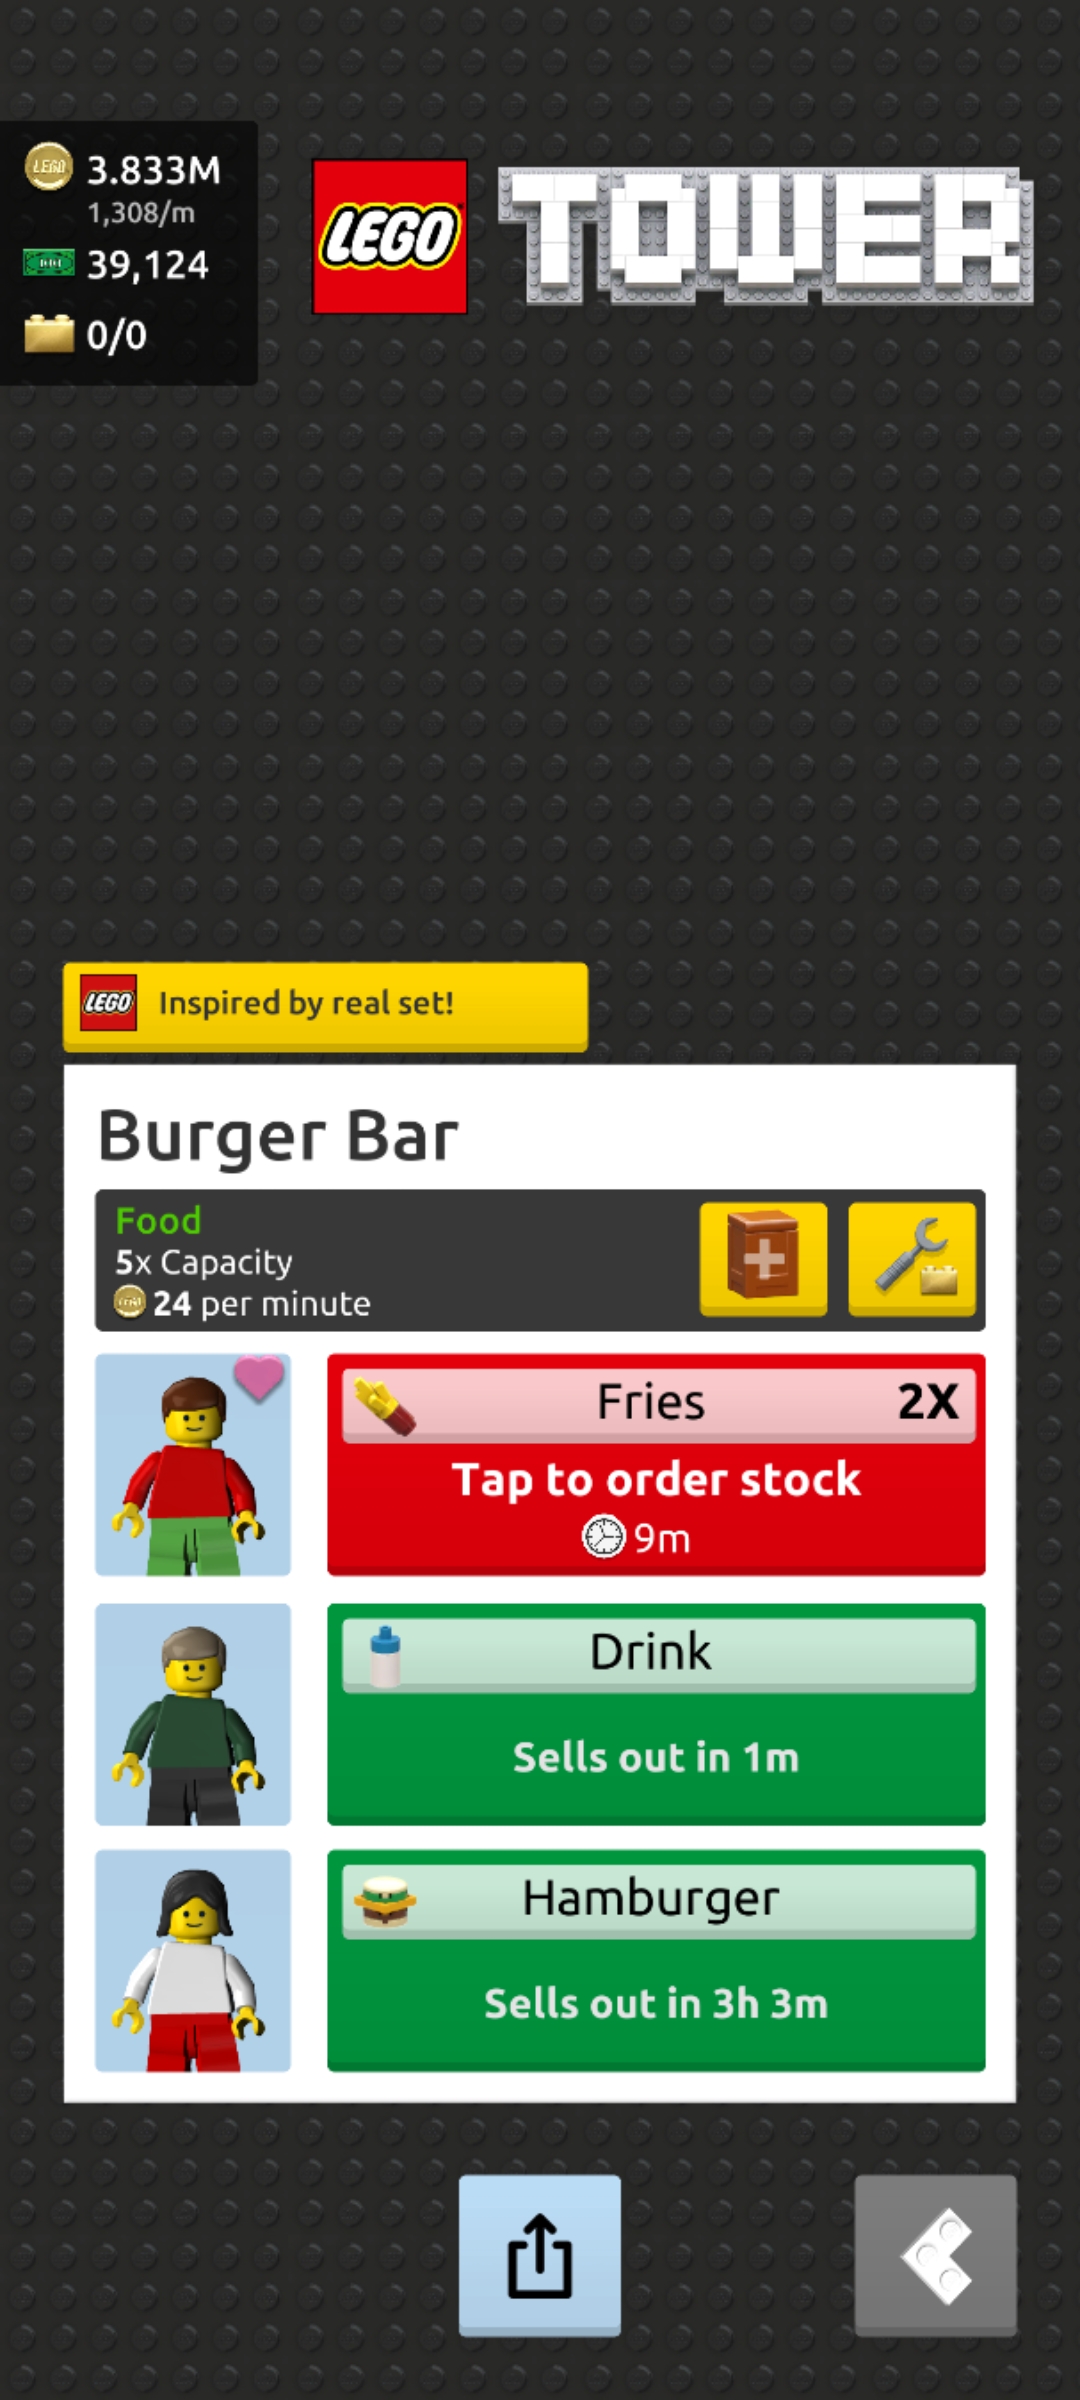 3.833M
1,308/m
39,124
0/0
LEGO
TOWER
LEGO
Inspired by real set!
Burger Bar
Food
5x Capacity
24 per minute
Fries 2X
Tap to order stock
9m
Drink
Sells out in 1m
Hamburger
Sells out in 3h 3m